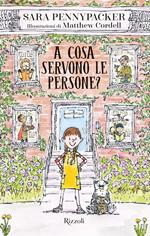 SARA PENNYPACKER
Illustrazioni di Matthew Cordell
A COSA
SERVONO LE
PERSONE?
Rizzoli